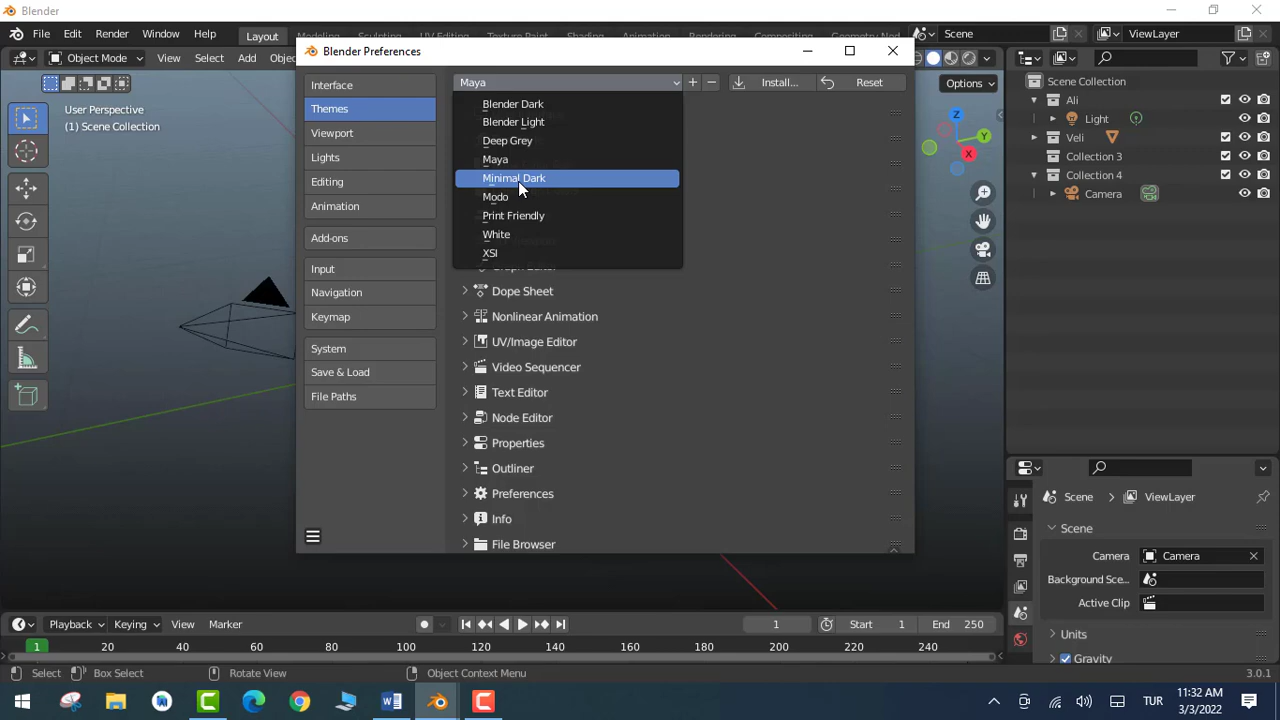 Blender
File Edit Render Window Help Layout Modeling Sculpting UV Editing Texture Paint Shading Animation Rendering Compositing Geometry Nod Scene ViewLayer
Blender Preferences
Object Mode View Selec Add Objec
Options
User Perspective
(1) Scene Collection
Interface
Themes
Viewport
Lights
Editing
Animation
Add-ons
Input
Navigation
Keymap
System
Save & Load
File Paths
Maya Install... Reset
Blender Dark
Blender Light
Deep Grey
Maya
Minimal Dark
Modo
Print Friendly
White
XSI
Graph Editor
Dope Sheet
Nonlinear Animation
UV/Image Editor
Video Sequencer
Text Editor
Node Editor
Properties
Outliner
Preferences
Info
File Browser
Z
Y
X
Scene Collection
Ali
Light
Veli
Collection 3
Collection 4
Camera
Scene ViewLayer
Scene
Camera Camera
Background Sce...
Active Clip
Units
Gravity
Playback Keying View Marker 1 Start 1 End 250
1 20 40 60 80 100 120 140 160 180 200 220 240
Select Box Select Rotate View Object Context Menu 3.0.1
W TUR 1:32 AM
3/3/2022